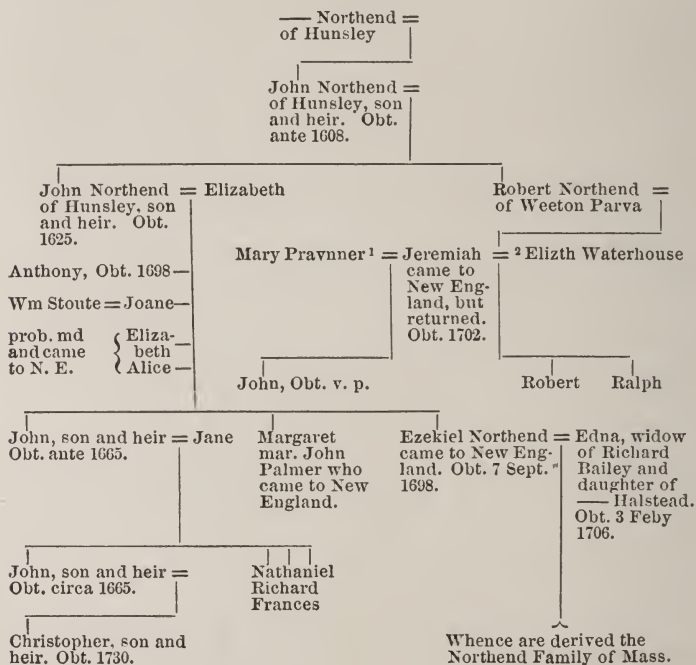 — Northend =
of Hunsley
John Northend =
of Hunsley, son
and heir. Obt.
ante 1608.
John Northend = Elizabeth
of Hunsley, son
and heir. Obt.
1625.
Robert Northend =
of Weeton Parva
Anthony, Obt. 1698—
Wm Stoute = Joane—
prob. md
and came
to N. E.
{ Eliza-
beth
Alice —
Mary Pravnner ¹ = Jeremiah = ² Elizth Waterhouse
came to
New Eng-
land, but
returned.
Obt. 1702.
John, Obt. v. p.
Robert Ralph
John, son and heir = Jane
Obt. ante 1665.
Margaret
mar. John
Palmer who
came to New
England.
Ezekiel Northend = Edna, widow
came to New Eng-
land. Obt. 7 Sept.
1698.
of Richard
Bailey and
daughter of
— Halstead.
Obt. 3 Feby
1706.
John, son and heir =
Obt. circa 1665.
Nathaniel
Richard
Frances
Christopher, son and
heir. Obt. 1730.
Whence are derived the
Northend Family of Mass.